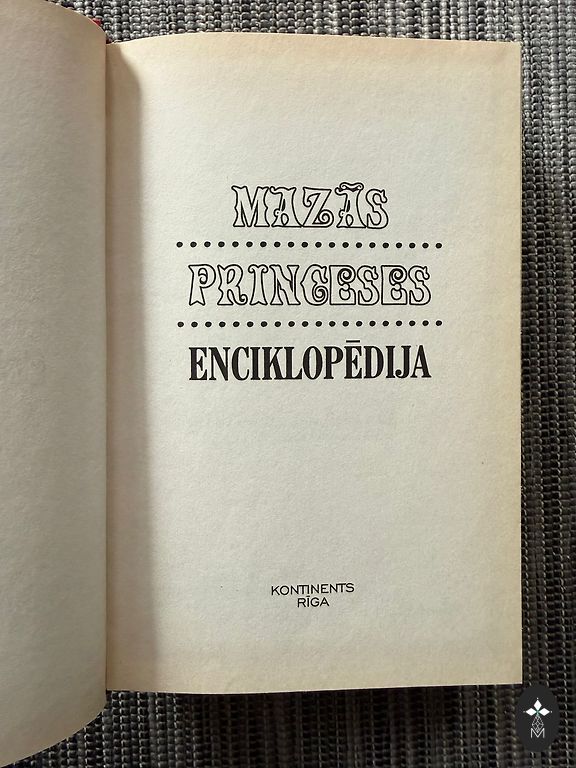 MAZĀS
PRINCESES
ENCIKLOPĒDIJA
KONTINENTS
RĪGA
M